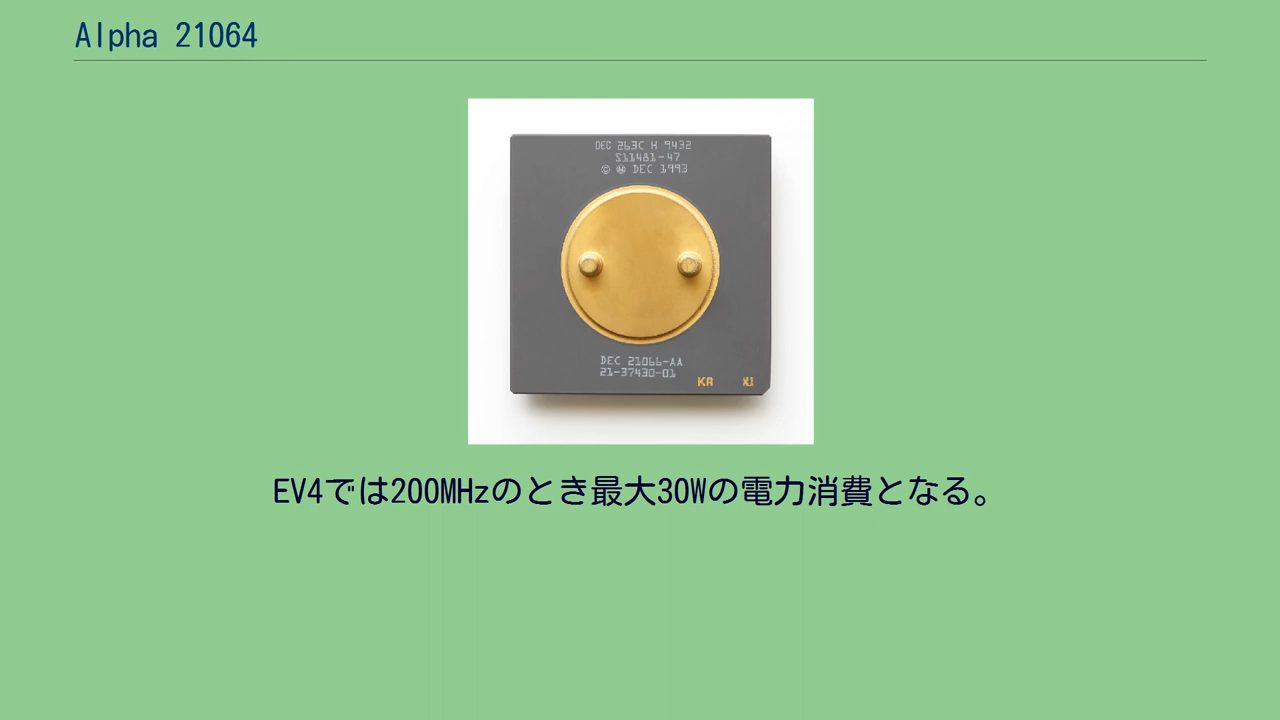 Alpha 21064
DEC 263C H 9432
S11481-47
© Ⓜ DEC 1993
DEC 21066-AA
21-37430-01
KA
EV4では200MHzのとき最大30Wの電力消費となる。